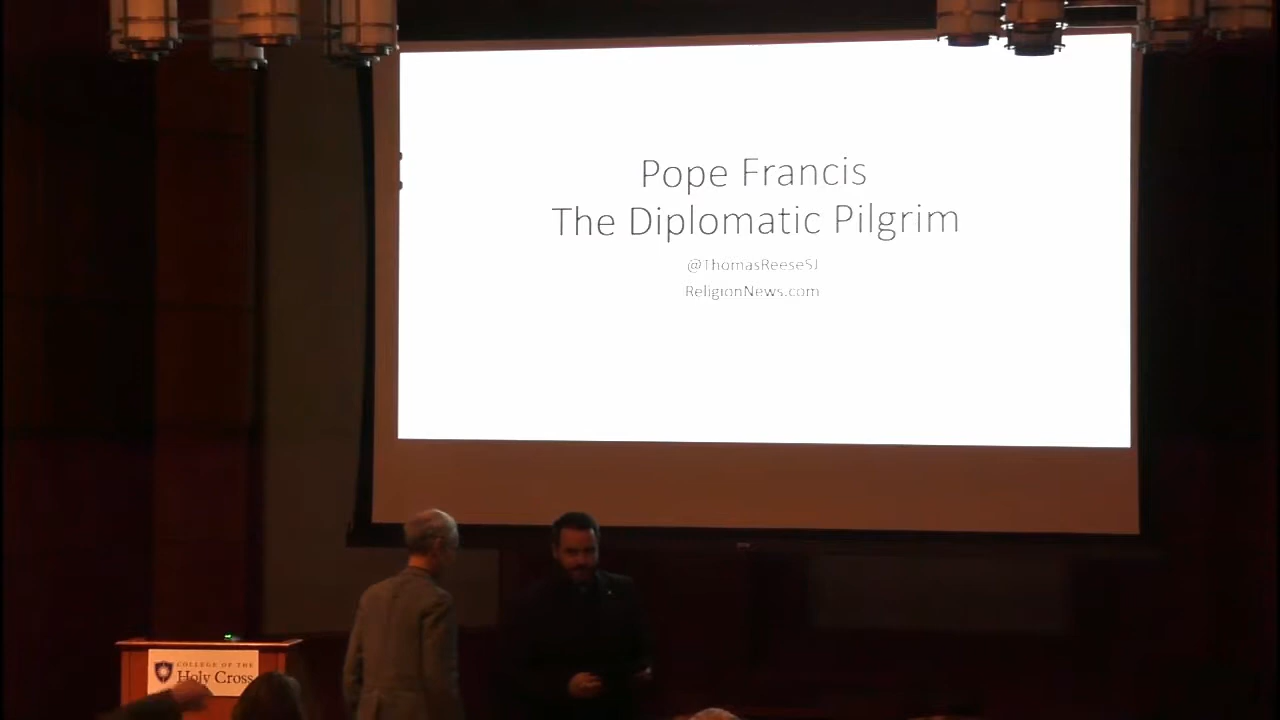 Pope Francis
The Diplomatic Pilgrim
@ThomasReeseSJ
ReligionNews.com
COLLEGE OF THE
Holy Cross